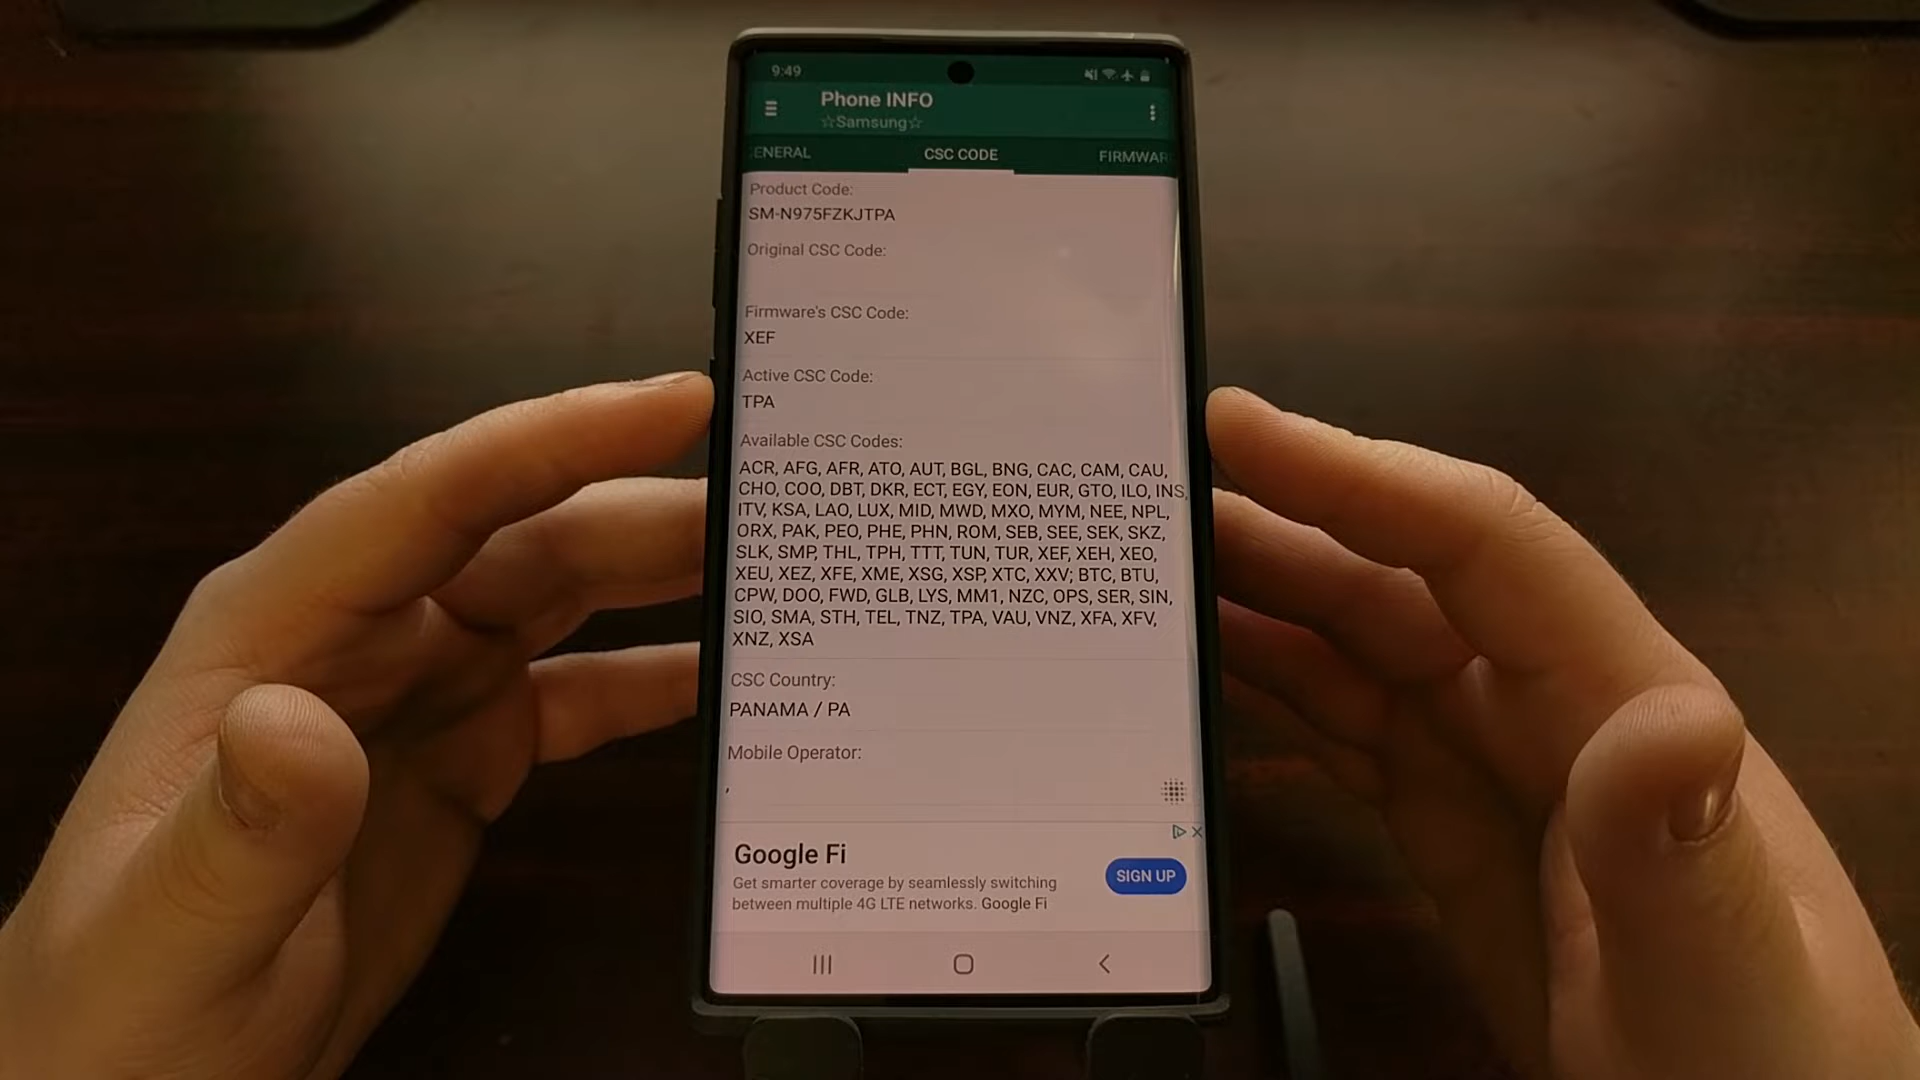 9:49
Phone INFO
☆Samsung☆
ENERAL
CSC CODE
FIRMWAR
Product Code:
SM-N975FZKJTPA
Original CSC Code:
Firmware's CSC Code:
XEF
Active CSC Code:
TPA
Available CSC Codes:
ACR, AFG, AFR, ATO, AUT, BGL, BNG, CAC, CAM, CAU,
CHO, COO, DBT, DKR, ECT, EGY, EON, EUR, GTO, ILO, INS,
ITV, KSA, LAO, LUX, MID, MWD, MXO, MYM, NEE, NPL,
ORX, PAK, PEO, PHE, PHN, ROM, SEB, SEE, SEK, SKZ,
SLK, SMP, THL, TPH, TTT, TUN, TUR, XEF, XEH, XEO,
XEU, XEZ, XFE, XME, XSG, XSP, XTC, XXV; BTC, BTU,
CPW, DOO, FWD, GLB, LYS, MM1, NZC, OPS, SER, SIN,
SIO, SMA, STH, TEL, TNZ, TPA, VAU, VNZ, XFA, XFV,
XNZ, XSA
CSC Country:
PANAMA / PA
Mobile Operator:
,
Google Fi
Get smarter coverage by seamlessly switching
between multiple 4G LTE networks. Google Fi
SIGN UP